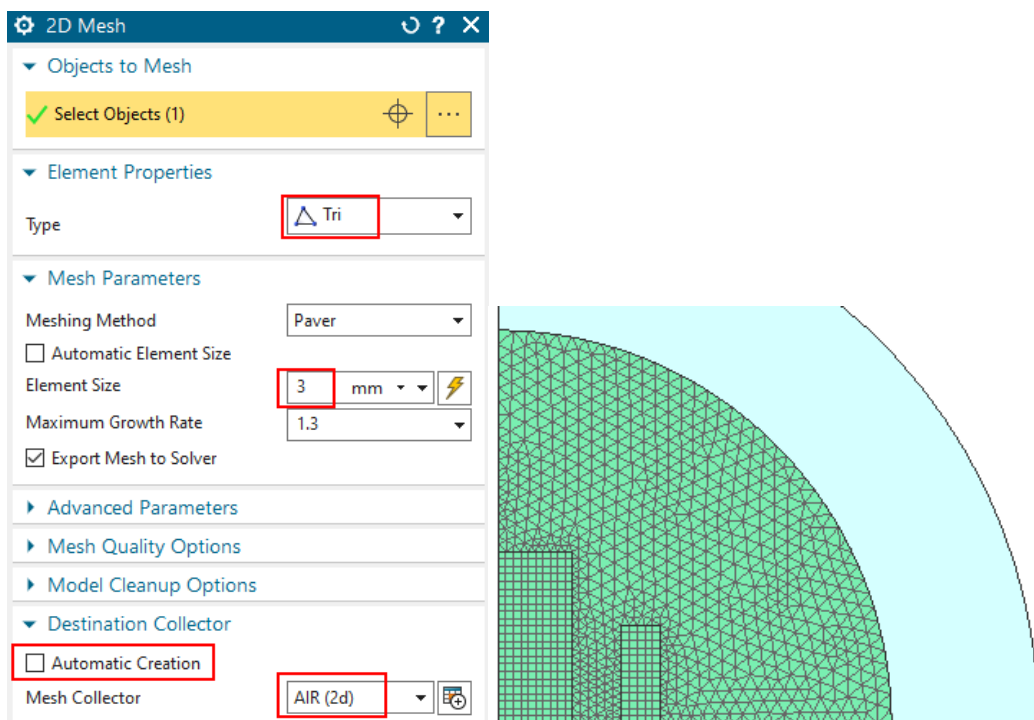 2D Mesh
Objects to Mesh
Select Objects (1)
Element Properties
Type
Tri
Mesh Parameters
Meshing Method Paver
Automatic Element Size
Element Size 3 mm
Maximum Growth Rate 1.3
Export Mesh to Solver
Advanced Parameters
Mesh Quality Options
Model Cleanup Options
Destination Collector
Automatic Creation
Mesh Collector AIR (2d)